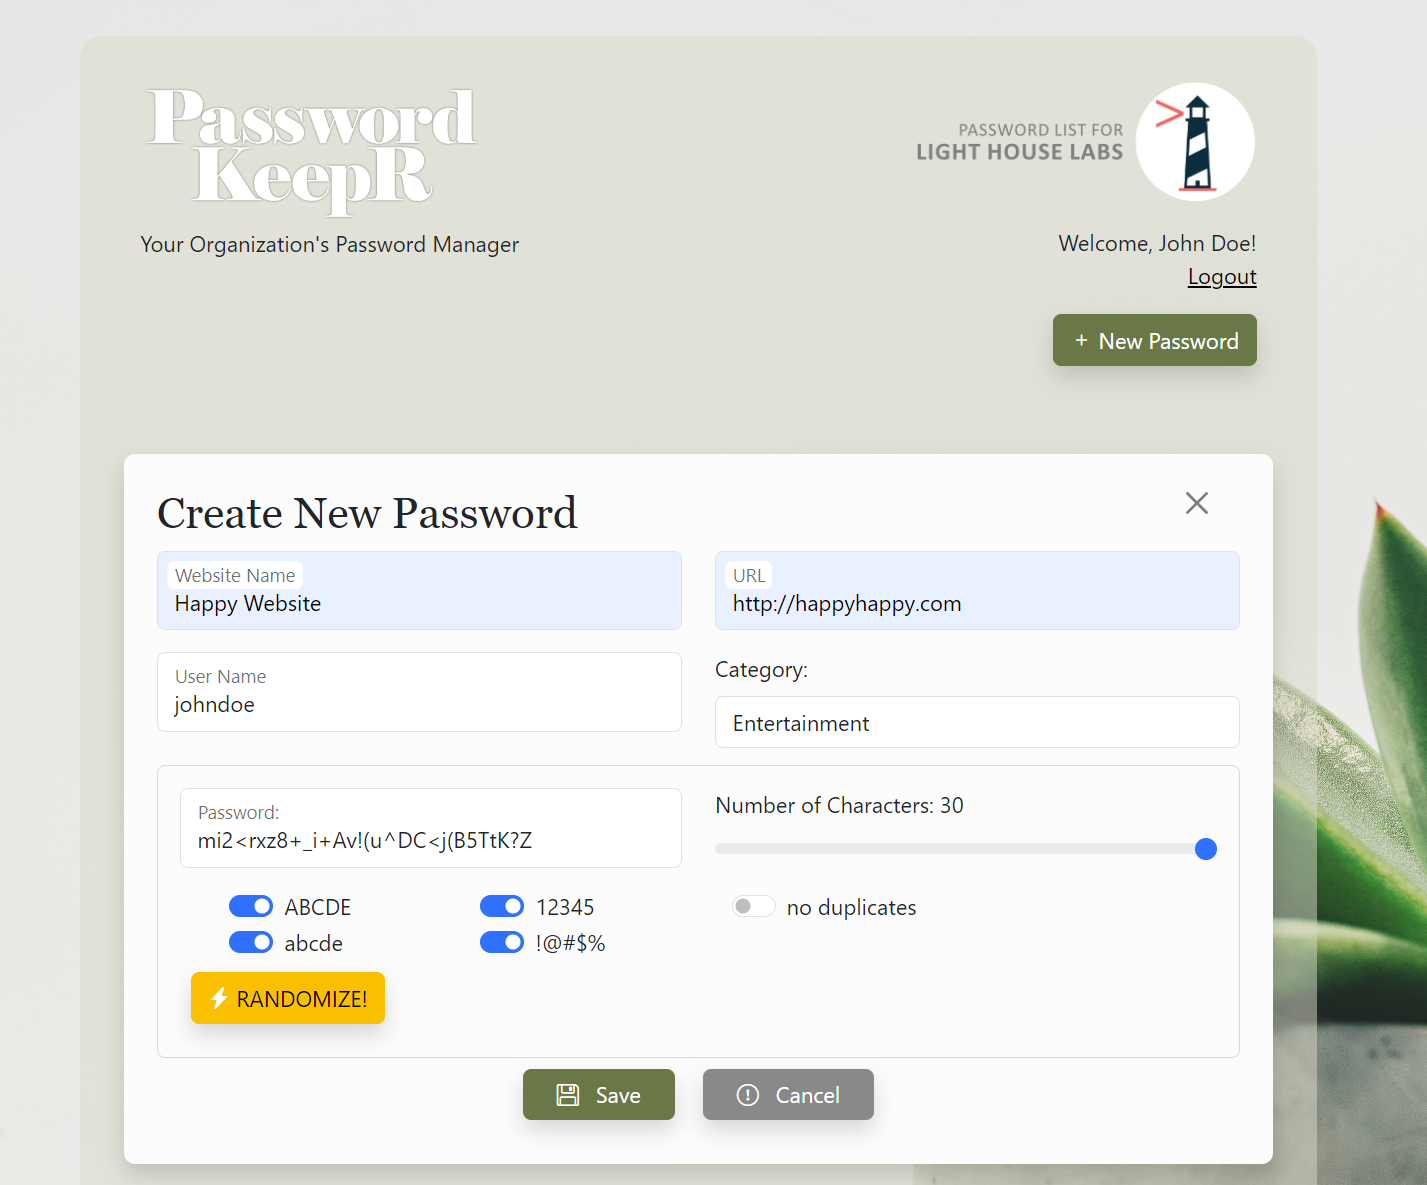 Password
KeepR
Your Organization's Password Manager
PASSWORD LIST FOR
LIGHT HOUSE LABS
Welcome, John Doe!
Logout
+ New Password
Create New Password
Website Name
Happy Website
URL
http://happyhappy.com
User Name
johndoe
Category:
Entertainment
Password:
mi2<rxz8+_i+Av!(u^DC<j(B5TtK?Z
Number of Characters: 30
ABCDE
12345
no duplicates
abcde
!@#$%
RANDOMIZE!
Save
Cancel